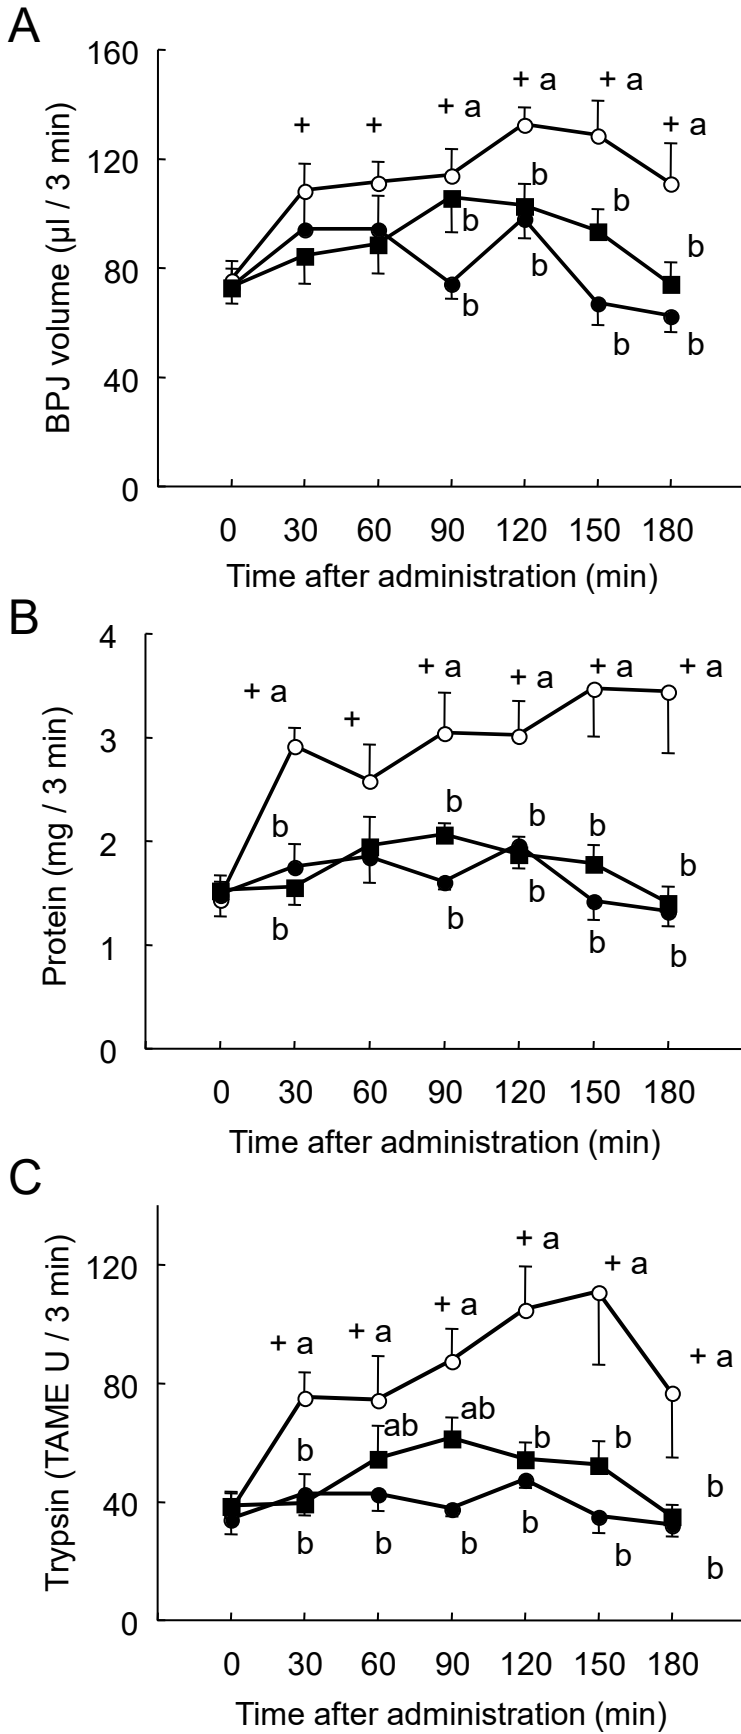 A
160
+ a
+ a
+ a
+ a
+
+
120
b
b
b
b
b
80
b
b
b
40
0
BPJ volume (µl / 3 min)
0 30 60 90 120 150 180
Time after administration (min)
B
4
+ a
+ a
+ a
+ a
+ a
+
3
b
b
b
b
2
b
b
b
b
b
b
1
0
Protein (mg / 3 min)
0 30 60 90 120 150 180
Time after administration (min)
C
+ a
+ a
120
+ a
+ a
+ a
+ a
80
ab
ab
b
b
b
b
40
b
b
b
b
b
b
0
Trypsin (TAME U / 3 min)
0 30 60 90 120 150 180
Time after administration (min)